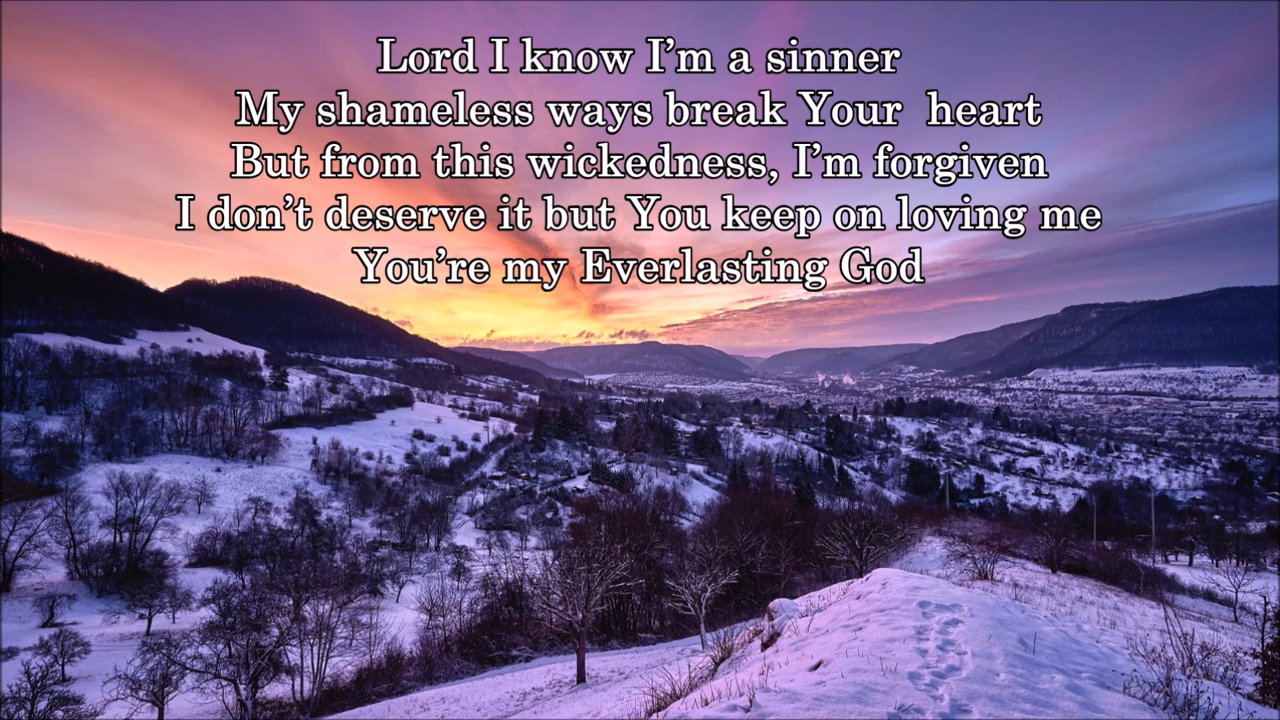 Lord I know I’m a sinner
My shameless ways break Your  heart
But from this wickedness, I’m forgiven
I don’t deserve it but You keep on loving me
You’re my Everlasting God